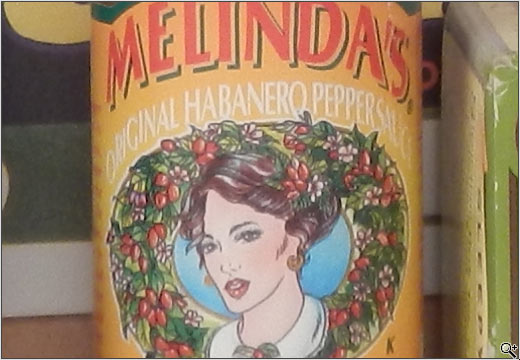 MELINDA'S
ORIGINAL HABANERO PEPPER SAUCE
K